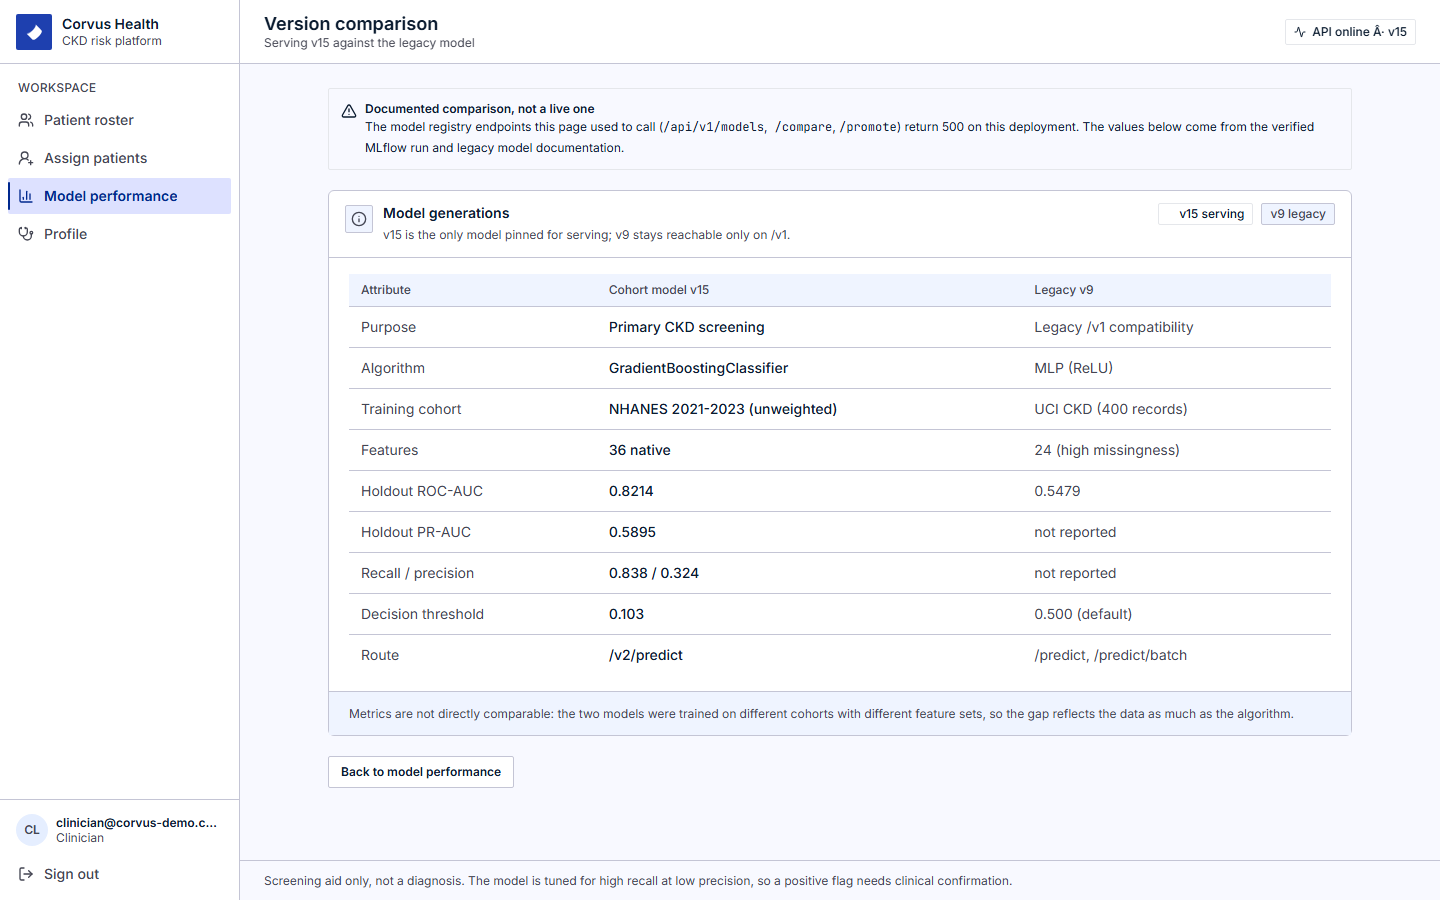 Corvus Health
CKD risk platform
WORKSPACE
Patient roster
Assign patients
Model performance
Profile
clinician@corvus-demo.c...
CL
Clinician
Sign out
Version comparison
Serving v15 against the legacy model
API online Â· v15
Documented comparison, not a live one
The model registry endpoints this page used to call (/api/v1/models, /compare, /promote) return 500 on this deployment. The values below come from the verified
MLflow run and legacy model documentation.
Model generations
v15 is the only model pinned for serving; v9 stays reachable only on /v1.
v15 serving
v9 legacy
Attribute Cohort model v15 Legacy v9
Purpose Primary CKD screening Legacy /v1 compatibility
Algorithm GradientBoostingClassifier MLP (ReLU)
Training cohort NHANES 2021-2023 (unweighted) UCI CKD (400 records)
Features 36 native 24 (high missingness)
Holdout ROC-AUC 0.8214 0.5479
Holdout PR-AUC 0.5895 not reported
Recall / precision 0.838 / 0.324 not reported
Decision threshold 0.103 0.500 (default)
Route /v2/predict /predict, /predict/batch
Metrics are not directly comparable: the two models were trained on different cohorts with different feature sets, so the gap reflects the data as much as the algorithm.
Back to model performance
Screening aid only, not a diagnosis. The model is tuned for high recall at low precision, so a positive flag needs clinical confirmation.